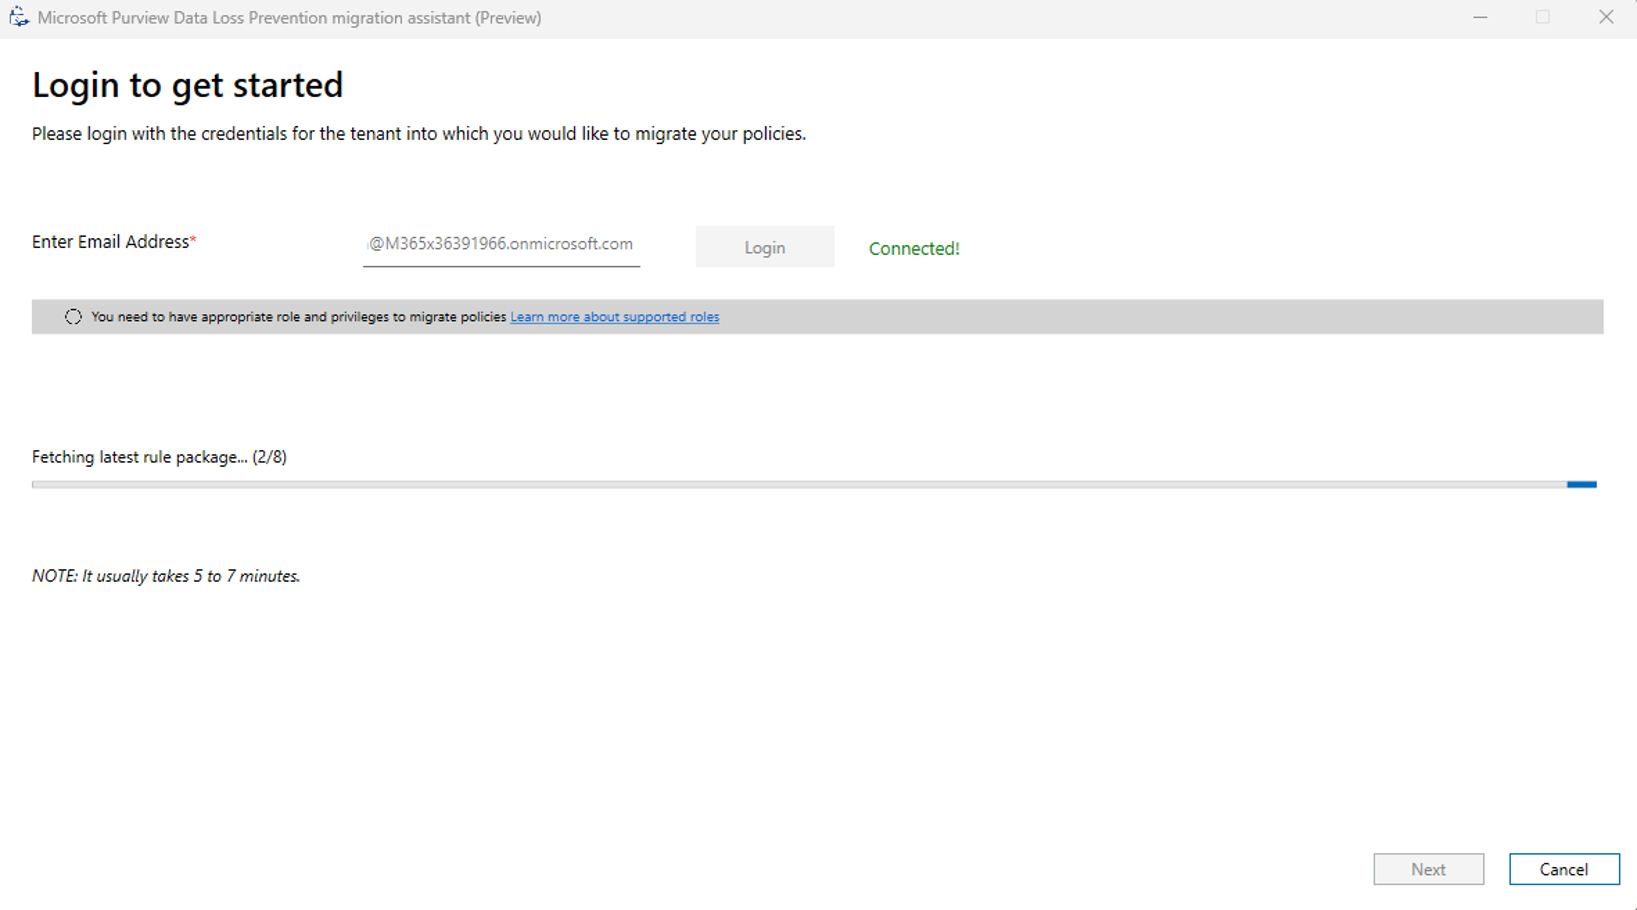 Microsoft Purview Data Loss Prevention migration assistant (Preview)
Login to get started
Please login with the credentials for the tenant into which you would like to migrate your policies.
Enter Email Address* @M365x36391966.onmicrosoft.com Login Connected!
You need to have appropriate role and privileges to migrate policies Learn more about supported roles
Fetching latest rule package... (2/8)
NOTE: It usually takes 5 to 7 minutes.
Next Cancel